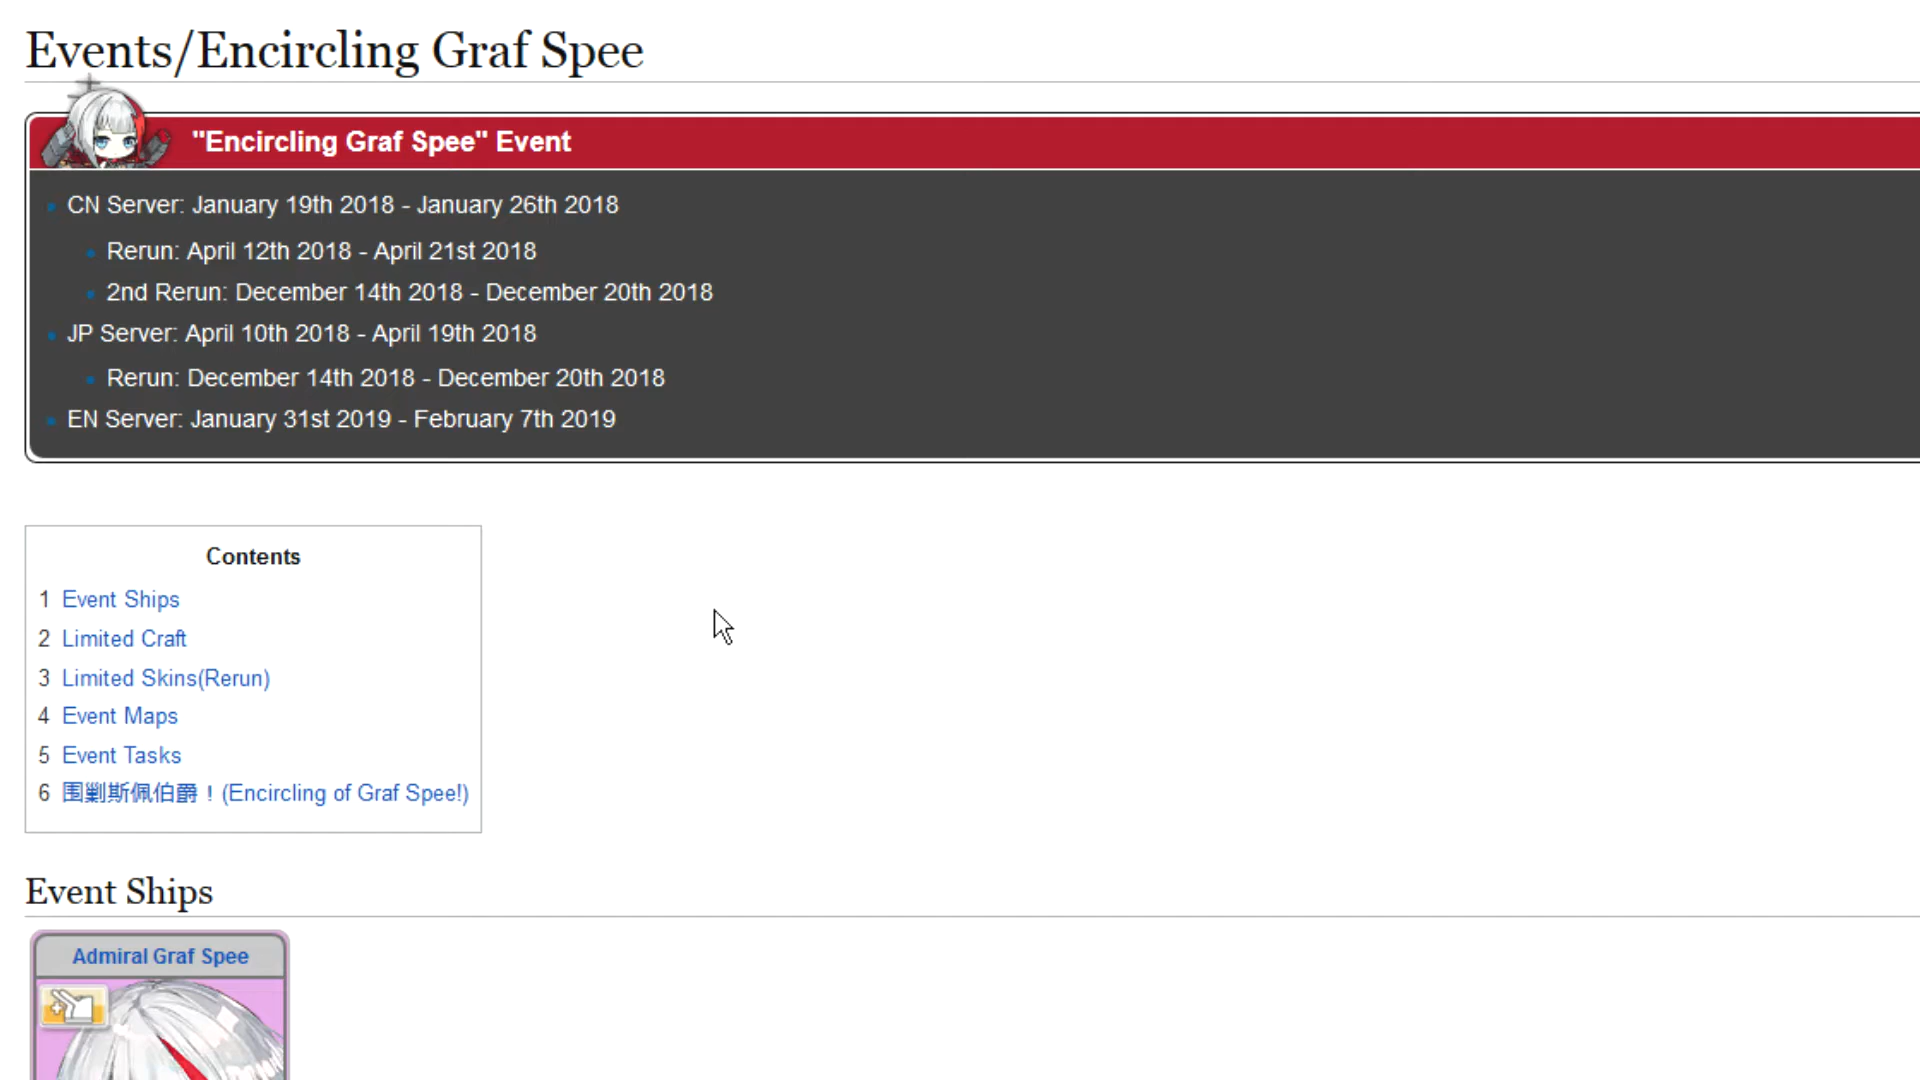 Events/Encircling Graf Spee
"Encircling Graf Spee" Event
CN Server: January 19th 2018 - January 26th 2018
Rerun: April 12th 2018 - April 21st 2018
2nd Rerun: December 14th 2018 - December 20th 2018
JP Server: April 10th 2018 - April 19th 2018
Rerun: December 14th 2018 - December 20th 2018
EN Server: January 31st 2019 - February 7th 2019
Contents
1 Event Ships
2 Limited Craft
3 Limited Skins(Rerun)
4 Event Maps
5 Event Tasks
6 围剿斯佩伯爵！(Encircling of Graf Spee!)
Event Ships
Admiral Graf Spee